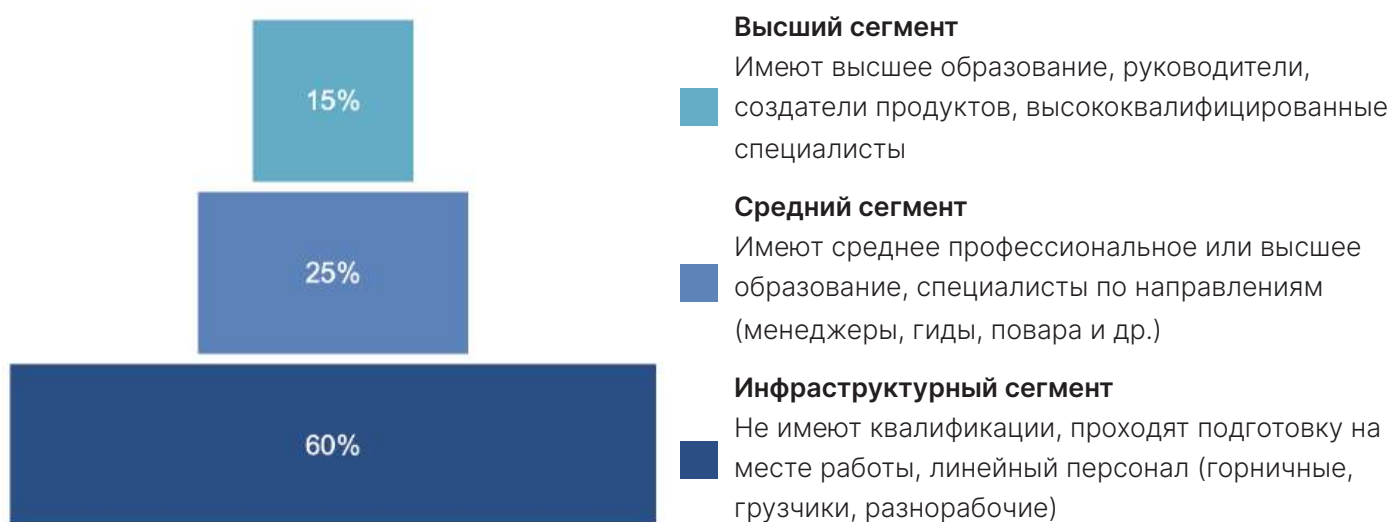 15%
25%
60%
Высший сегмент
Имеют высшее образование, руководители,
создатели продуктов, высококвалифицированные
специалисты
Средний сегмент
Имеют среднее профессиональное или высшее
образование, специалисты по направлениям
(менеджеры, гиды, повара и др.)
Инфраструктурный сегмент
Не имеют квалификации, проходят подготовку на
месте работы, линейный персонал (горничные,
грузчики, разнорабочие)